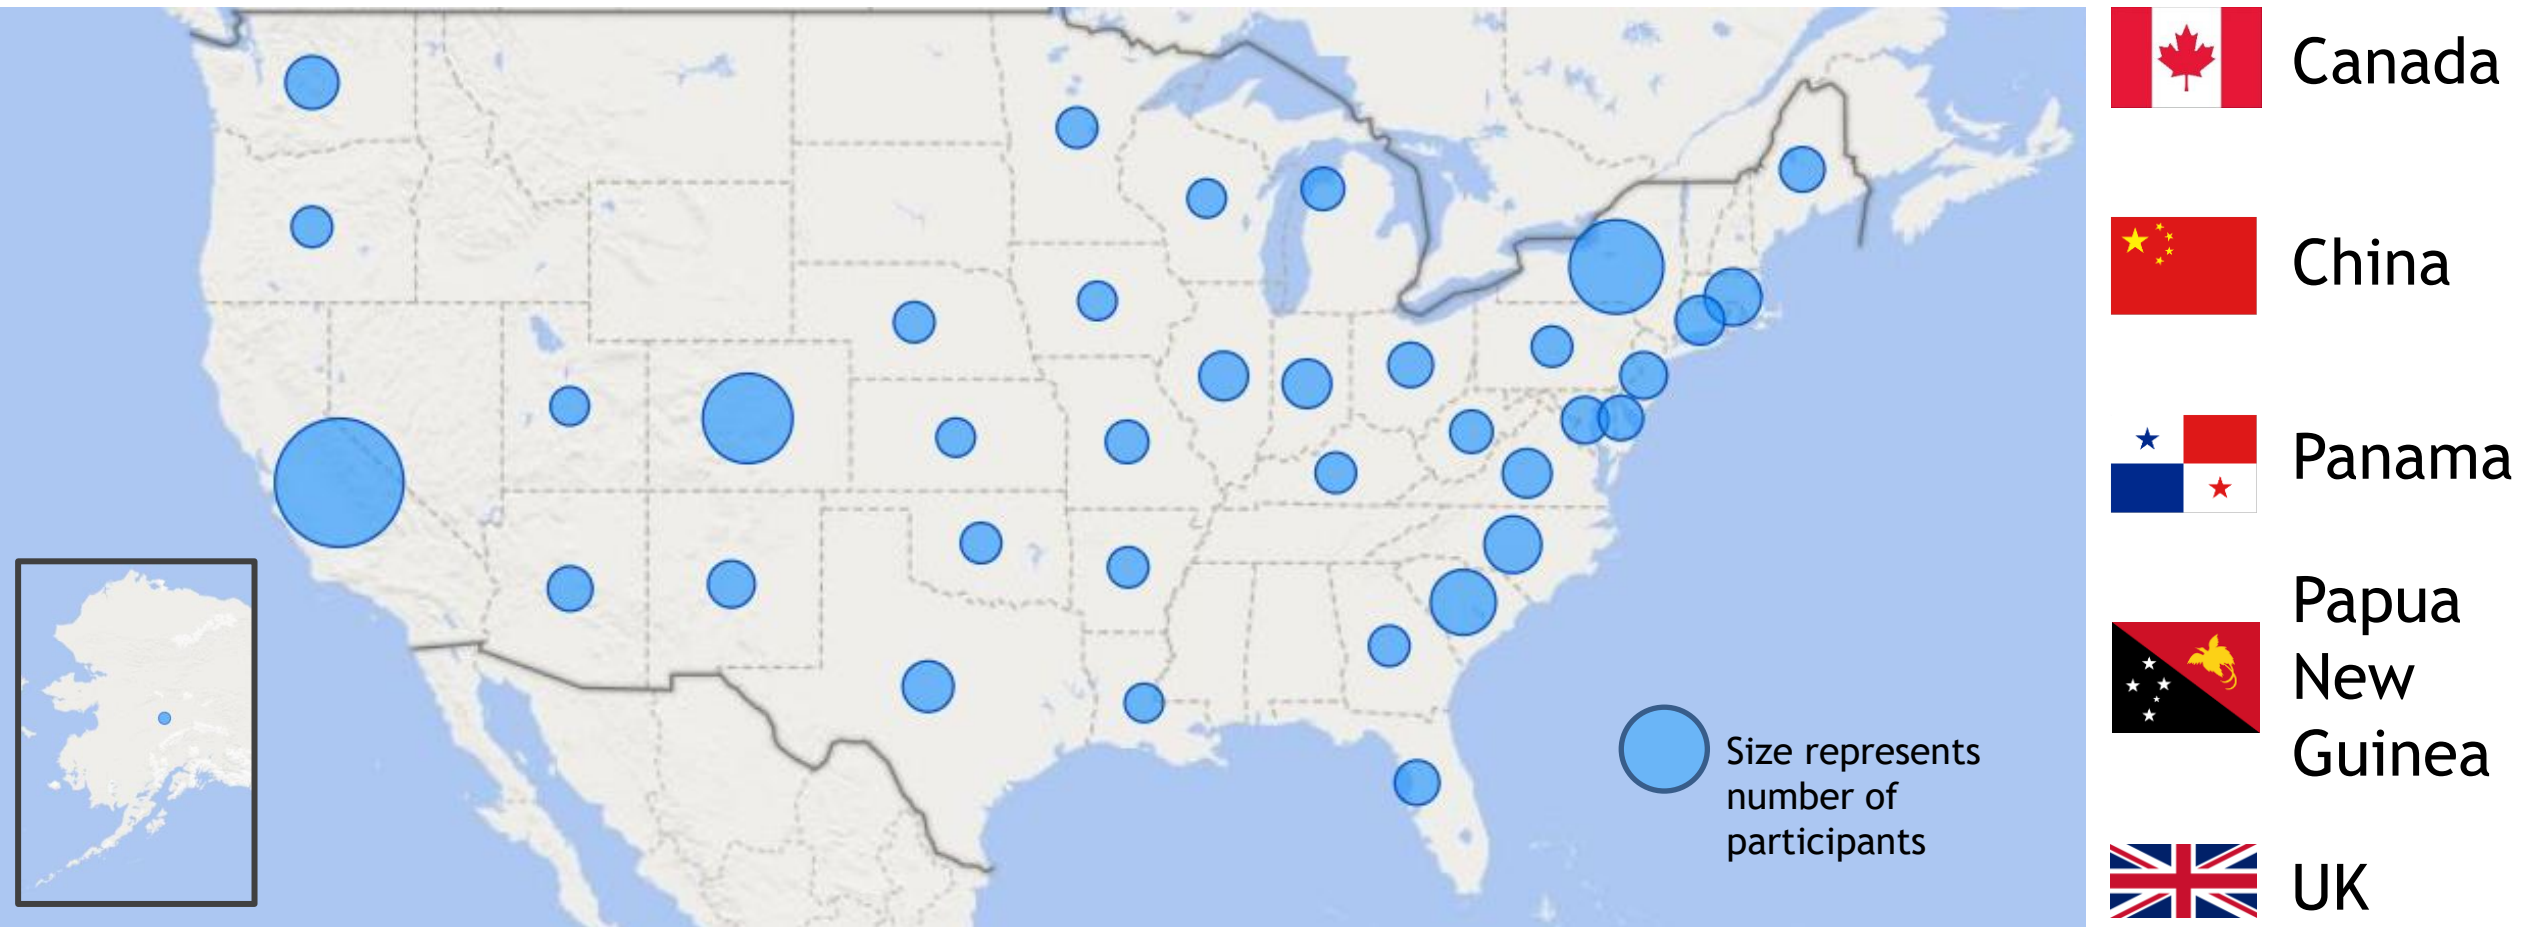 Canada
China
Panama
Papua
New
Guinea
UK
Size represents
number of
participants